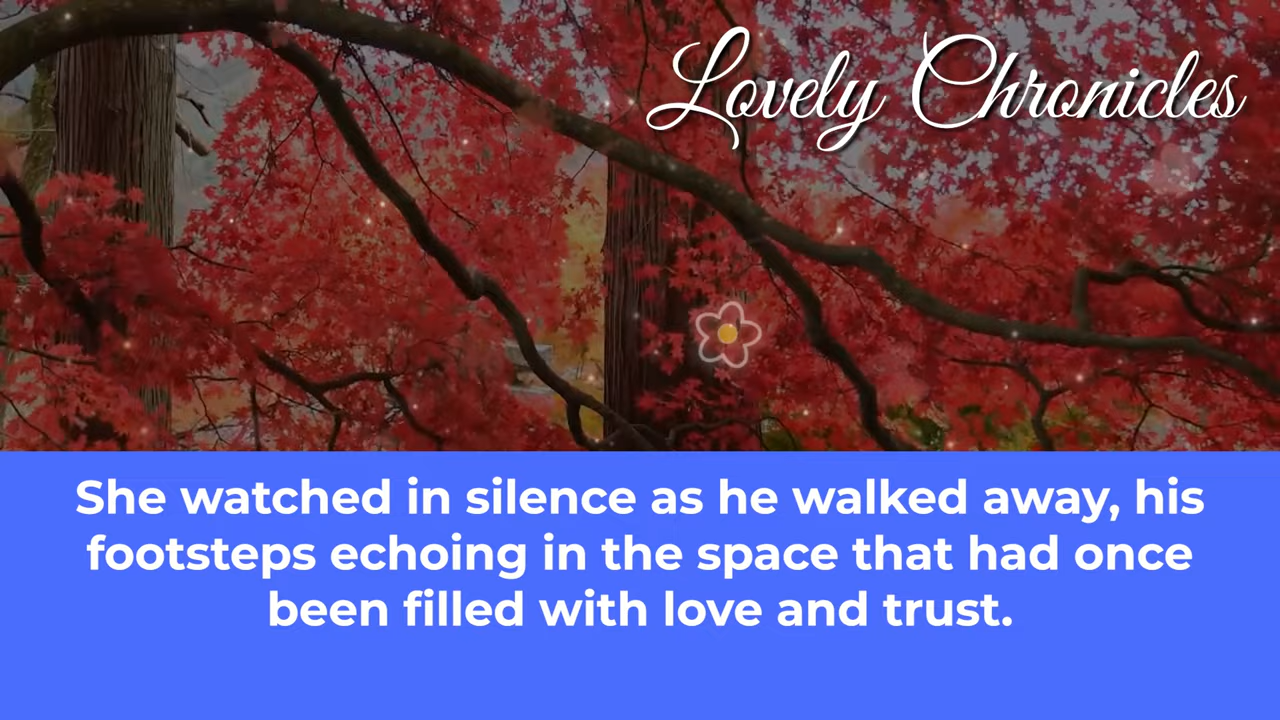 Lovely Chronicles
She watched in silence as he walked away, his
footsteps echoing in the space that had once
been filled with love and trust.